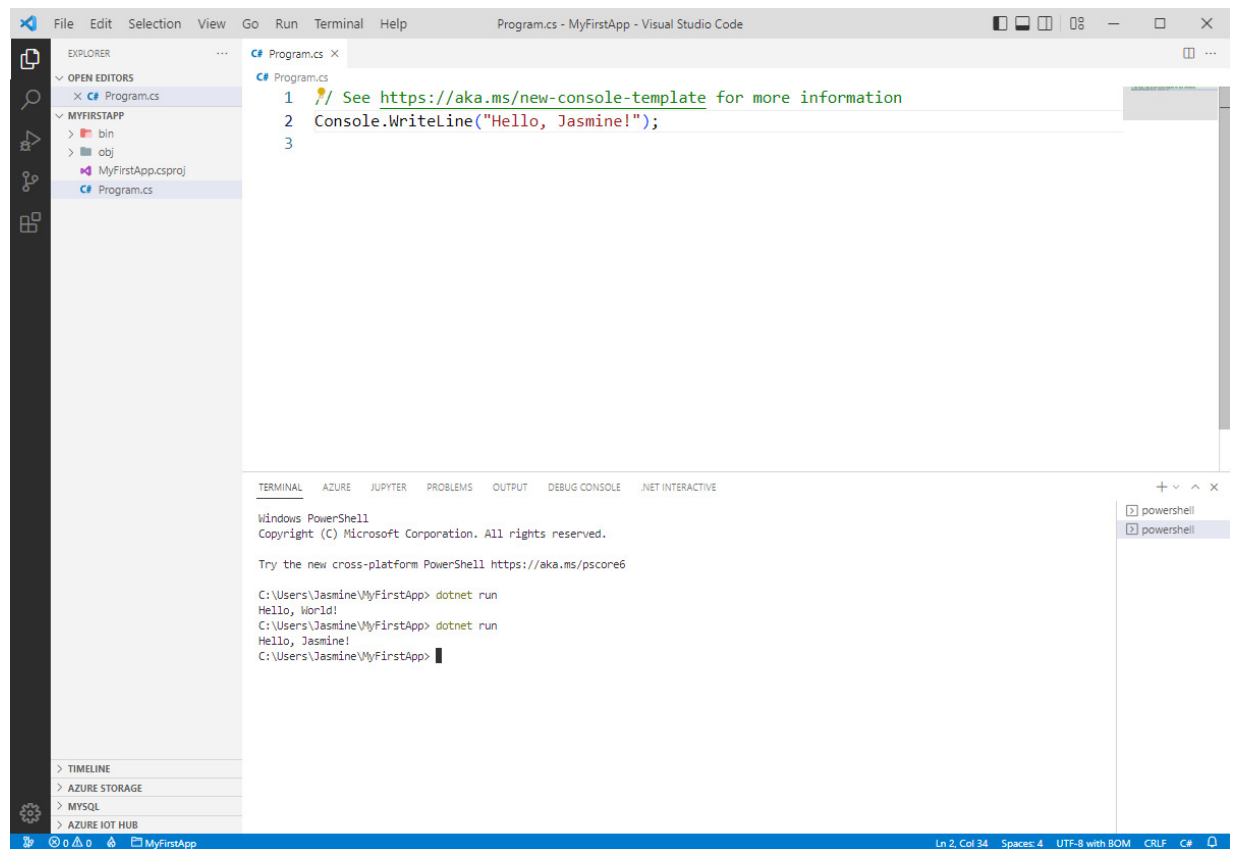 File Edit Selection View Go Run Terminal Help Program.cs - MyFirstApp - Visual Studio Code
EXPLORER
OPEN EDITORS
C# Program.cs
MYFIRSTAPP
bin
obj
MyFirstApp.csproj
C# Program.cs
C# Program.cs
C# Program.cs
1 // See https://aka.ms/new-console-template for more information
2 Console.WriteLine("Hello, Jasmine!");
3
TERMINAL AZURE JUPYTER PROBLEMS OUTPUT DEBUG CONSOLE .NET INTERACTIVE
Windows PowerShell
Copyright (C) Microsoft Corporation. All rights reserved.
Try the new cross-platform PowerShell https://aka.ms/pscore6
C:\Users\Jasmine\MyFirstApp> dotnet run
Hello, World!
C:\Users\Jasmine\MyFirstApp> dotnet run
Hello, Jasmine!
C:\Users\Jasmine\MyFirstApp>
powershell
powershell
TIMELINE
AZURE STORAGE
MYSQL
AZURE IOT HUB
0 0 MyFirstApp Ln 2, Col 34 Spaces: 4 UTF-8 with BOM CRLF C#